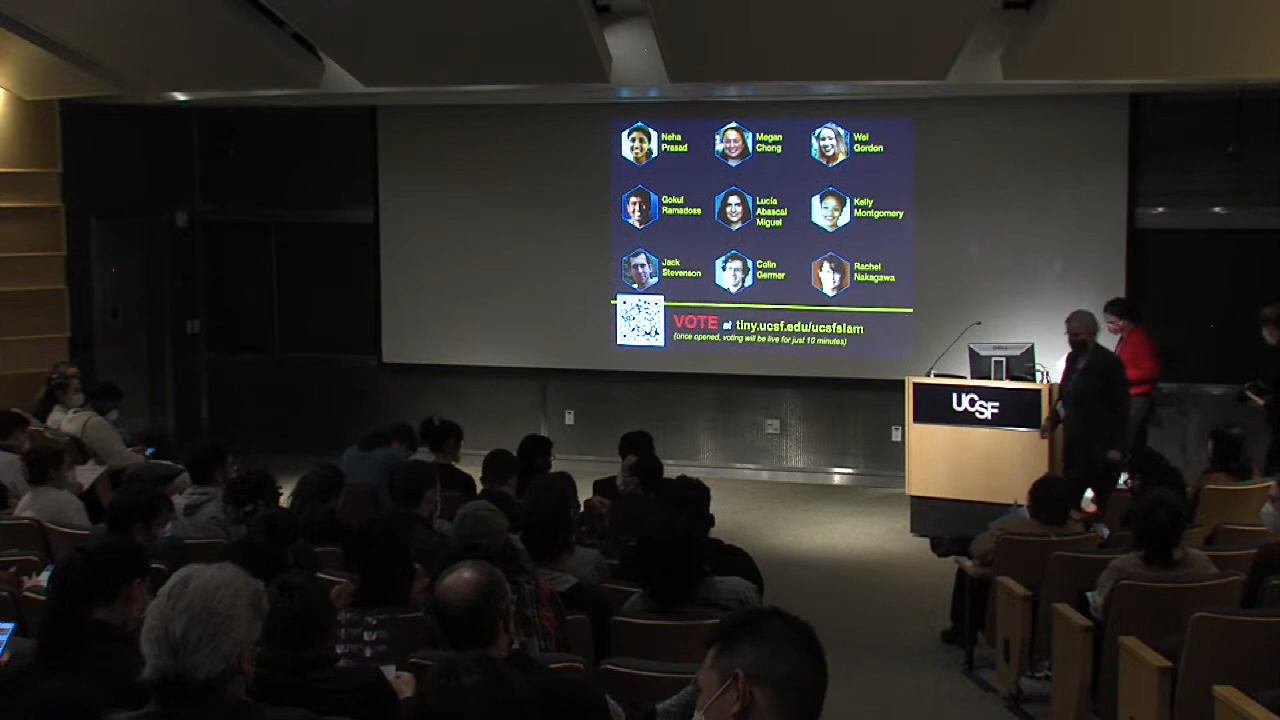 Neha
Prasad
Megan
Chong
Wei
Gordon
Gokul
Ramadoss
Lucía
Abascal
Miguel
Kelly
Montgomery
Jack
Stevenson
Colin
Germer
Rachel
Nakagawa
VOTE at tiny.ucsf.edu/ucsfslam
(once opened, voting will be live for just 10 minutes)
UCSF